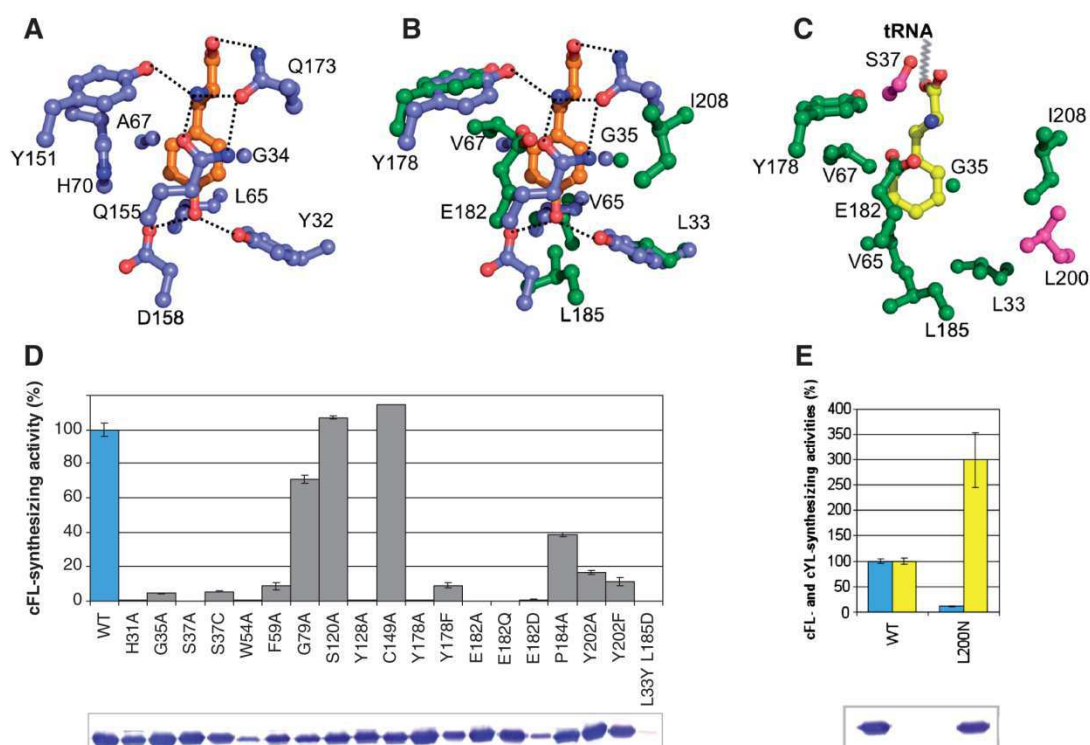 A
Q173
A67
Y151
G34
H70
L65
Q155
Y32
D158
B
I208
G35
Y178
V67
E182
V65
L33
L185
C
tRNA
S37
I208
Y178
V67
G35
E182
V65
L200
L33
L185
D
cFL-synthesizing activity (%)
100
80
60
40
20
0
WT
H31A
G35A
S37A
S37C
W54A
F59A
G79A
S120A
Y128A
C149A
Y178A
Y178F
E182A
E182Q
E182D
P184A
Y202A
Y202F
L33Y L185D
E
cFL- and cYL-synthesizing activities (%)
400
350
300
250
200
150
100
50
0
WT
L200N